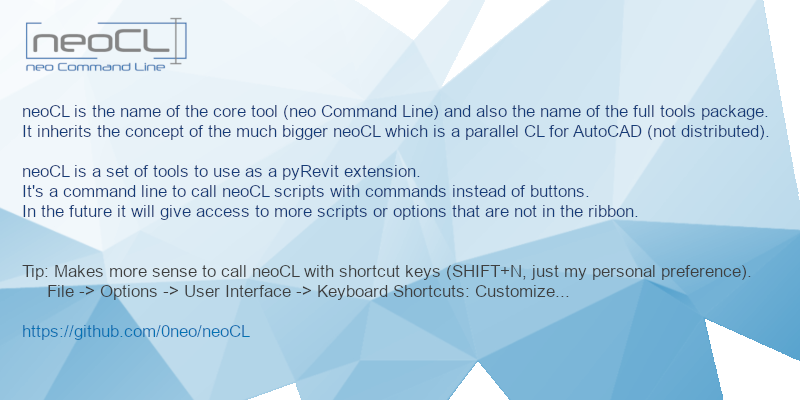 neoCL
neo Command Line
neoCL is the name of the core tool (neo Command Line) and also the name of the full tools package.
It inherits the concept of the much bigger neoCL which is a parallel CL for AutoCAD (not distributed).
neoCL is a set of tools to use as a pyRevit extension.
It's a command line to call neoCL scripts with commands instead of buttons.
In the future it will give access to more scripts or options that are not in the ribbon.
Tip: Makes more sense to call neoCL with shortcut keys (SHIFT+N, just my personal preference).
File -> Options -> User Interface -> Keyboard Shortcuts: Customize...
https://github.com/0neo/neoCL